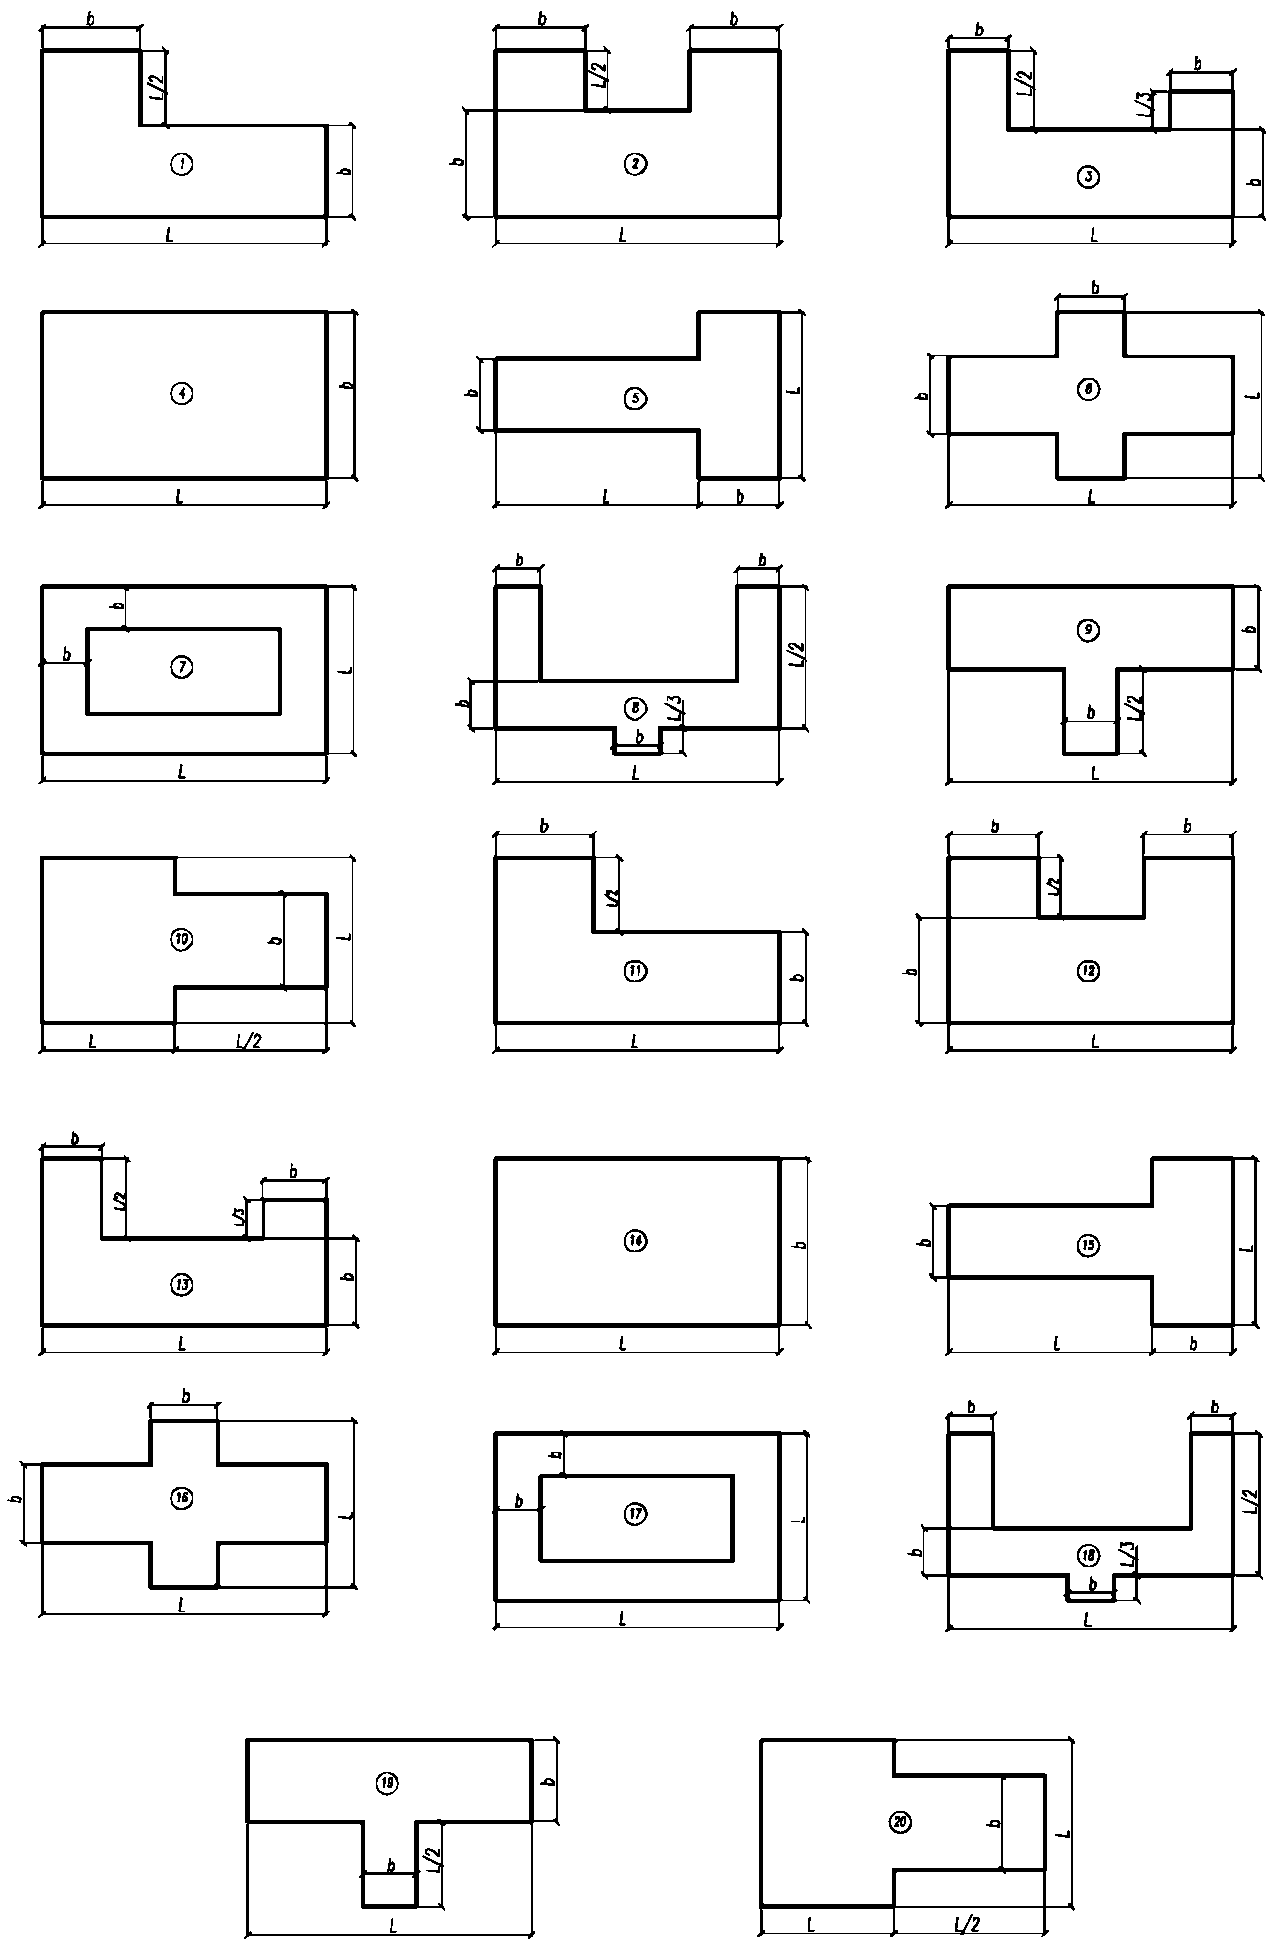 b b b
L/2 L/2 L/2 b
L/3
b b b
1 2 3
L L L
b
b b b L
4 5 6
L L b L
b b
b b L L/2 b
7 8 9
b L/3 b L/2
b
L L L
b b b
L/2 L/2
b L b b
10 11 12
L L/2 L L
b b
L/2 L/3
b b b L
13 14 15
L L L b
b b b
b b
b L L L/2
16 17 18
b L/3
b
L L L
b
19 20
b L/2 b L
L L L/2